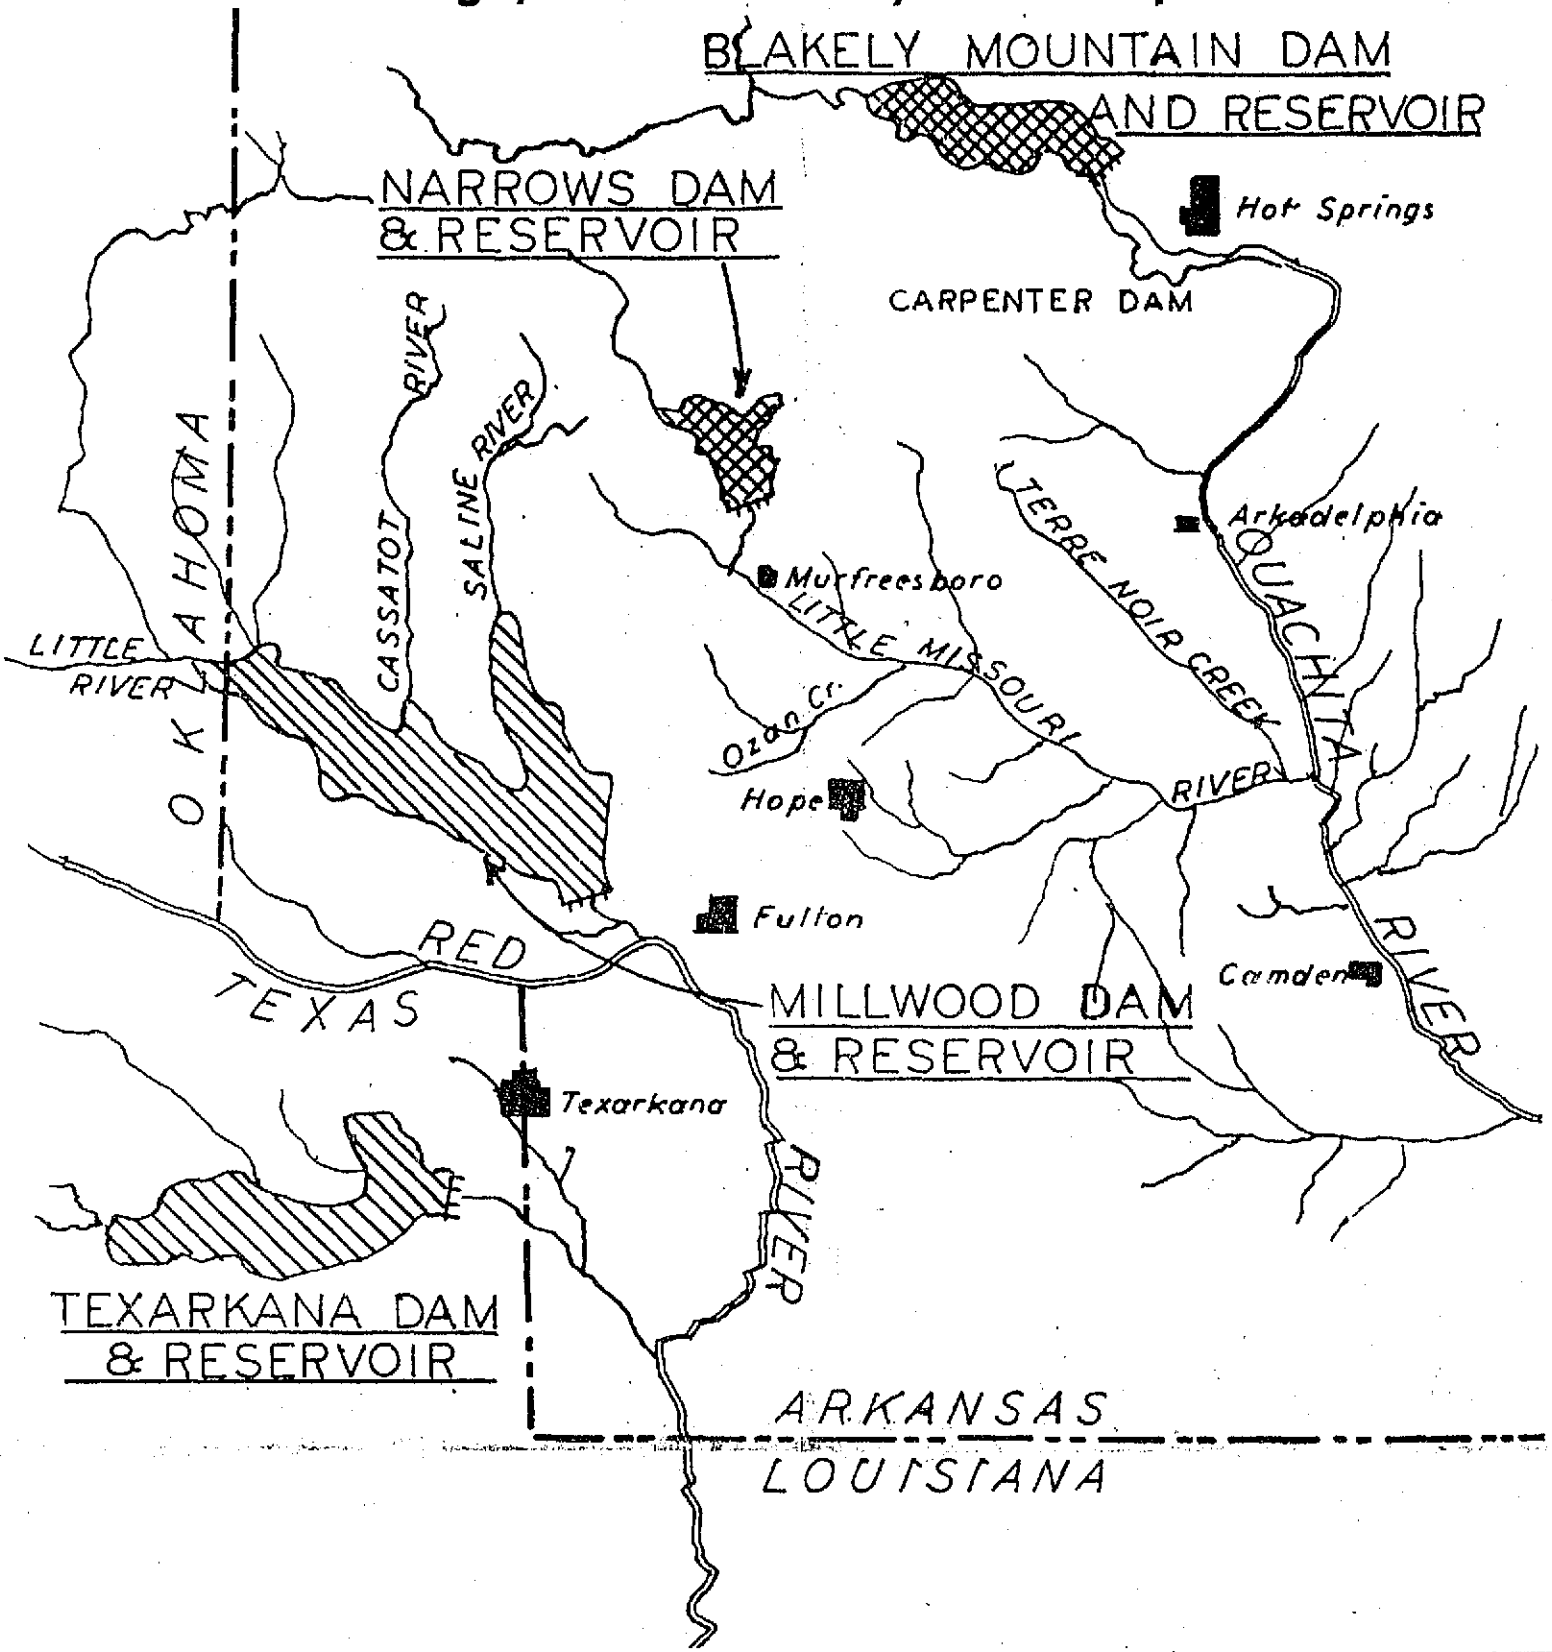 BLAKELY MOUNTAIN DAM
AND RESERVOIR
NARROWS DAM
& RESERVOIR
Hot Springs
CARPENTER DAM
CASSATOT RIVER
SALINE RIVER
OKLAHOMA
LITTLE
RIVER
Arkadelphia
TERRE NOIR CREEK
OUACHITA
RIVER
Murfreesboro
LITTLE MISSOURI
RIVER
Ozan Cr.
Hope
Fulton
RED
RIVER
TEXAS
Camden
MILLWOOD DAM
& RESERVOIR
Texarkana
TEXARKANA DAM
& RESERVOIR
ARKANSAS
LOUISIANA